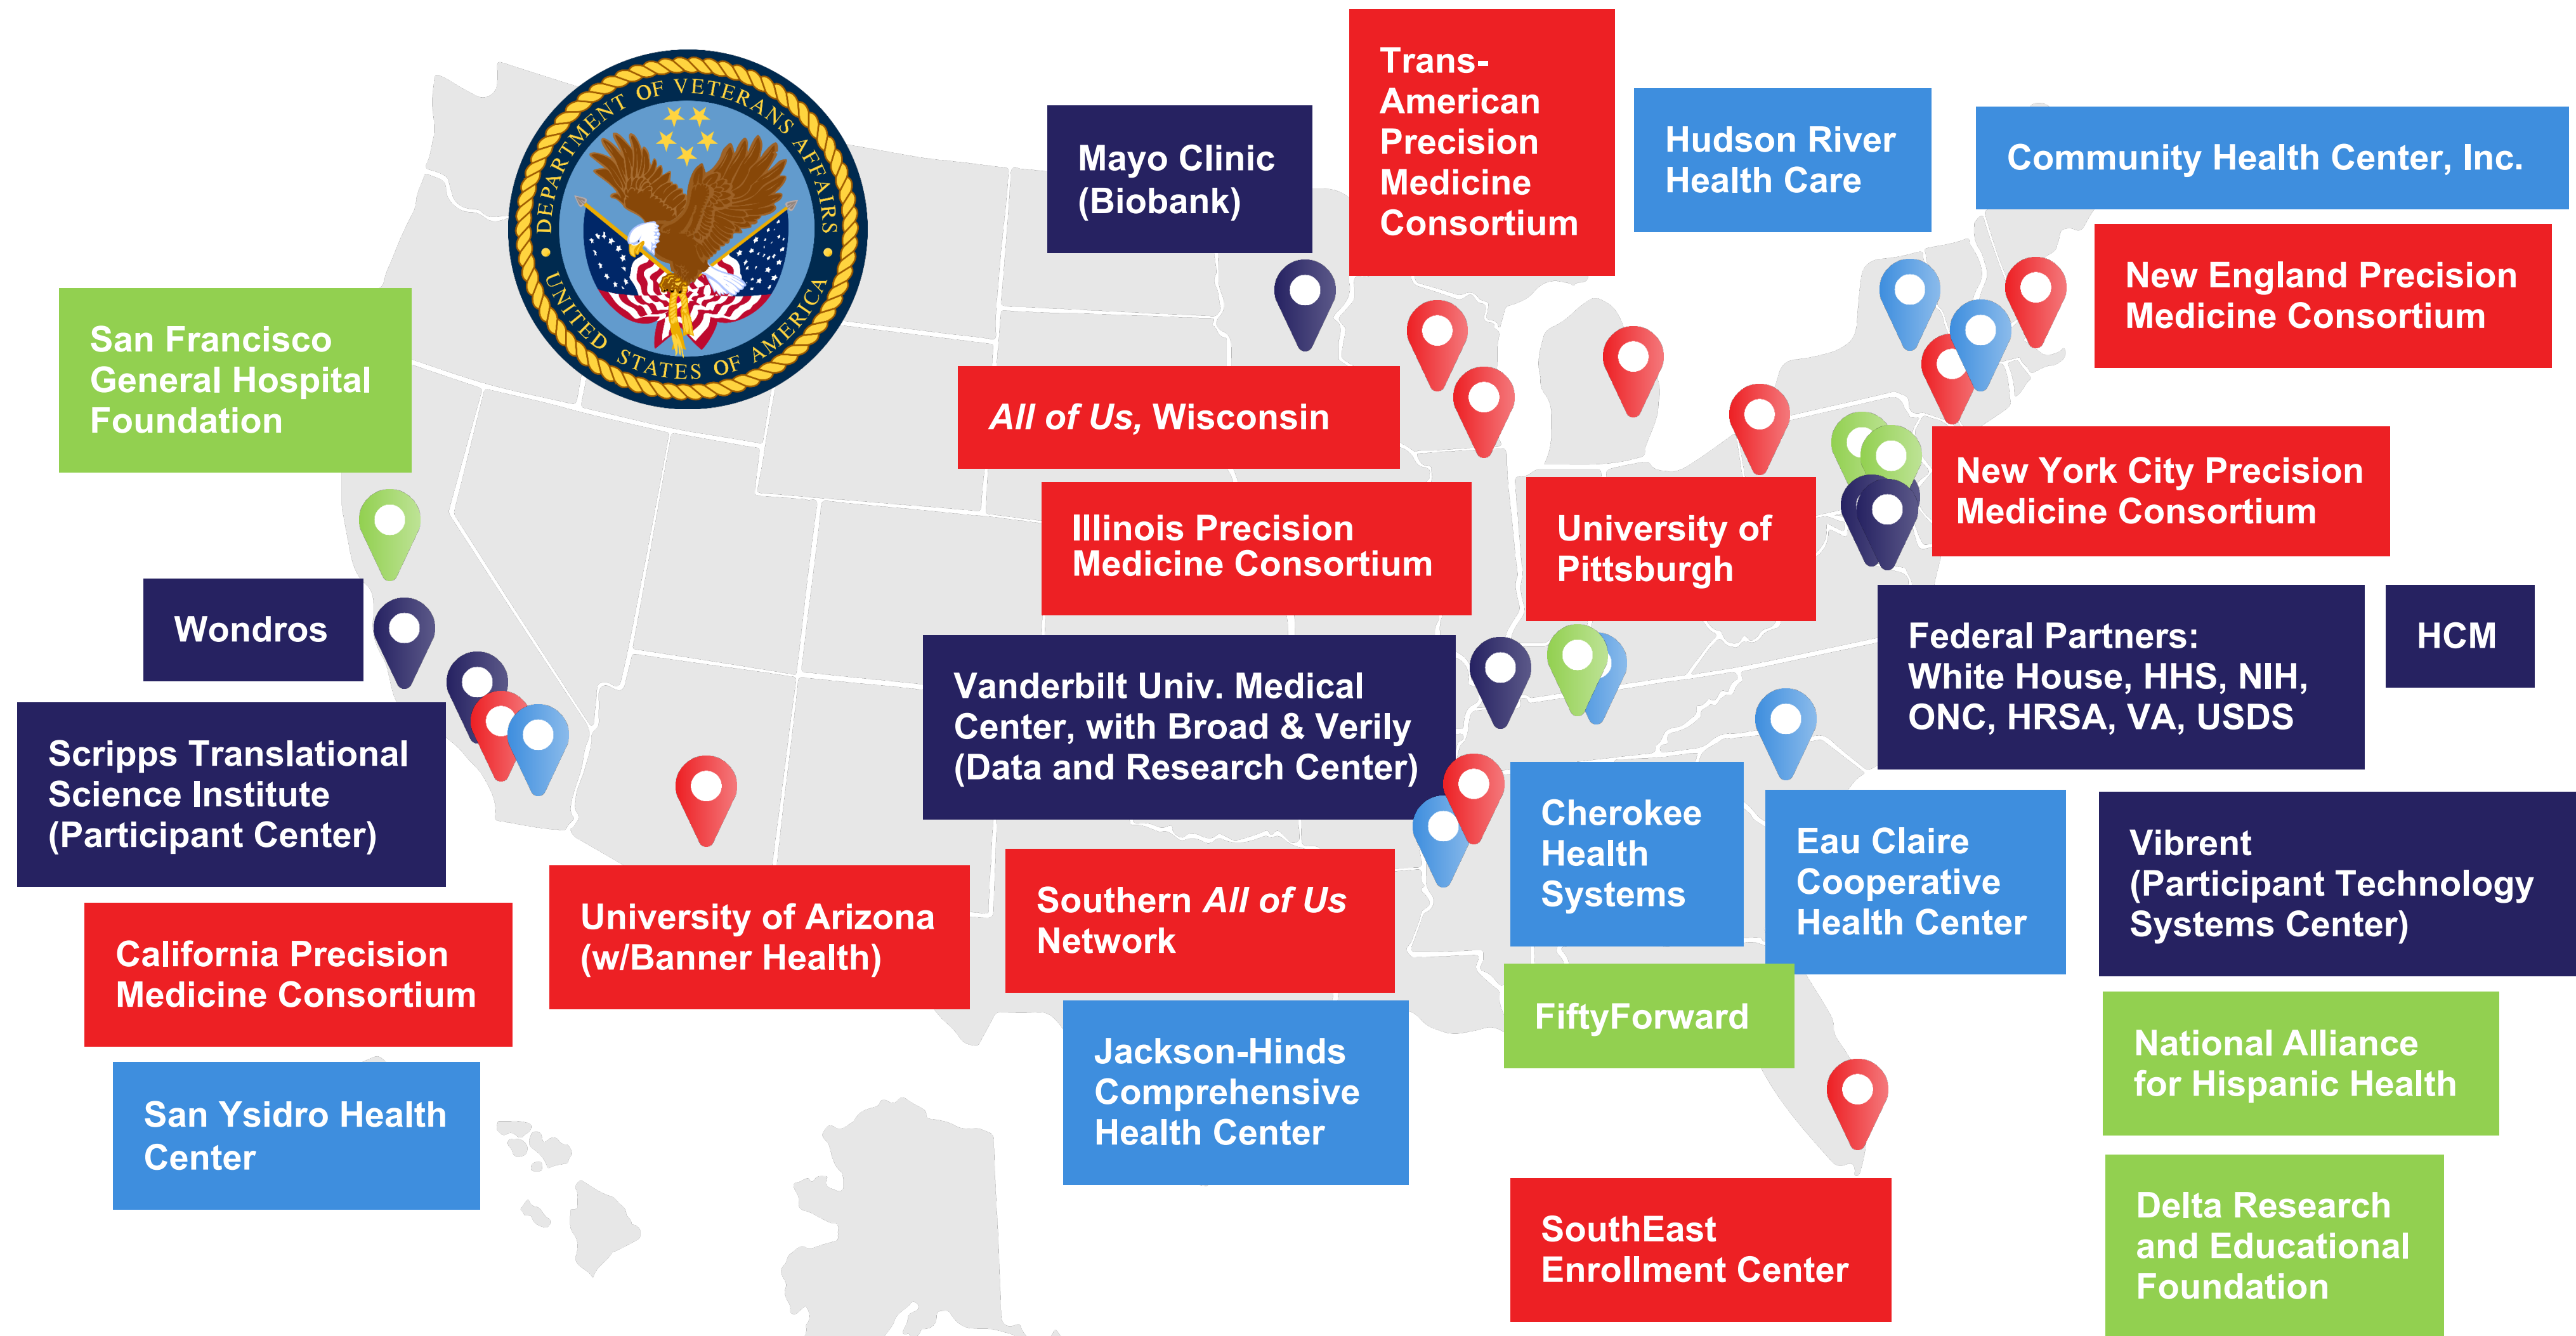 DEPARTMENT OF VETERANS AFFAIRS
UNITED STATES OF AMERICA
Trans-
American
Precision
Medicine
Consortium
Mayo Clinic
(Biobank)
Hudson River
Health Care
Community Health Center, Inc.
New England Precision
Medicine Consortium
San Francisco
General Hospital
Foundation
All of Us, Wisconsin
Illinois Precision
Medicine Consortium
University of
Pittsburgh
New York City Precision
Medicine Consortium
Wondros
Vanderbilt Univ. Medical
Center, with Broad & Verily
(Data and Research Center)
Federal Partners:
White House, HHS, NIH,
ONC, HRSA, VA, USDS
HCM
Scripps Translational
Science Institute
(Participant Center)
Cherokee
Health
Systems
Eau Claire
Cooperative
Health Center
Vibrent
(Participant Technology
Systems Center)
California Precision
Medicine Consortium
University of Arizona
(w/Banner Health)
Southern All of Us
Network
FiftyForward
National Alliance
for Hispanic Health
San Ysidro Health
Center
Jackson-Hinds
Comprehensive
Health Center
SouthEast
Enrollment Center
Delta Research
and Educational
Foundation